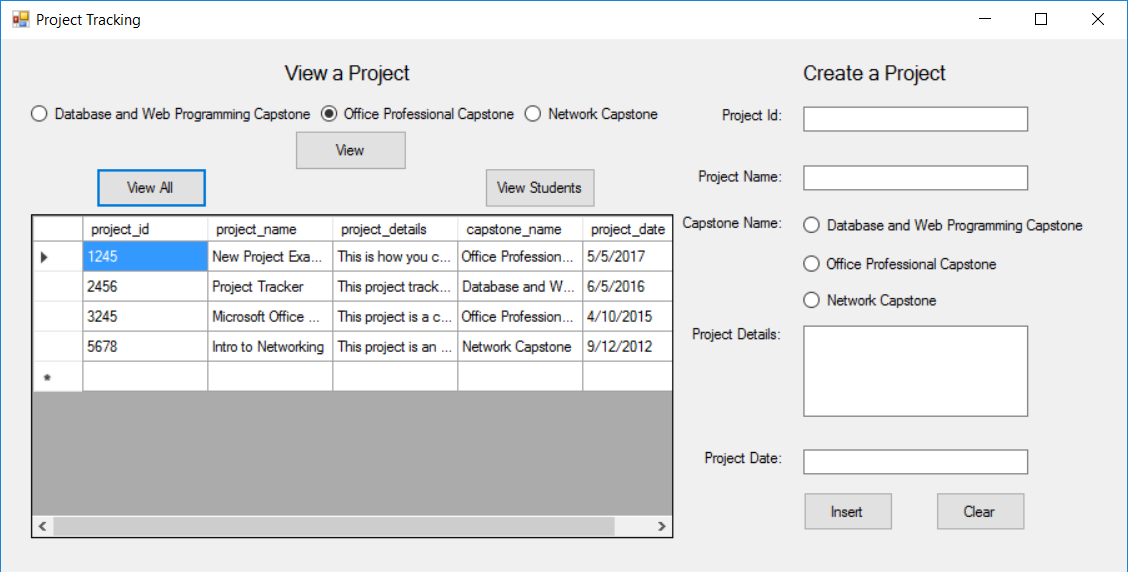 Project Tracking
View a Project
Database and Web Programming Capstone Office Professional Capstone Network Capstone
View
View All View Students
project_id project_name project_details capstone_name project_date
1245 New Project Exa... This is how you c... Office Profession... 5/5/2017
2456 Project Tracker This project track... Database and W... 6/5/2016
3245 Microsoft Office ... This project is a c... Office Profession... 4/10/2015
5678 Intro to Networking This project is an ... Network Capstone 9/12/2012
Create a Project
Project Id:
Project Name:
Capstone Name: Database and Web Programming Capstone
Office Professional Capstone
Network Capstone
Project Details:
Project Date:
Insert Clear